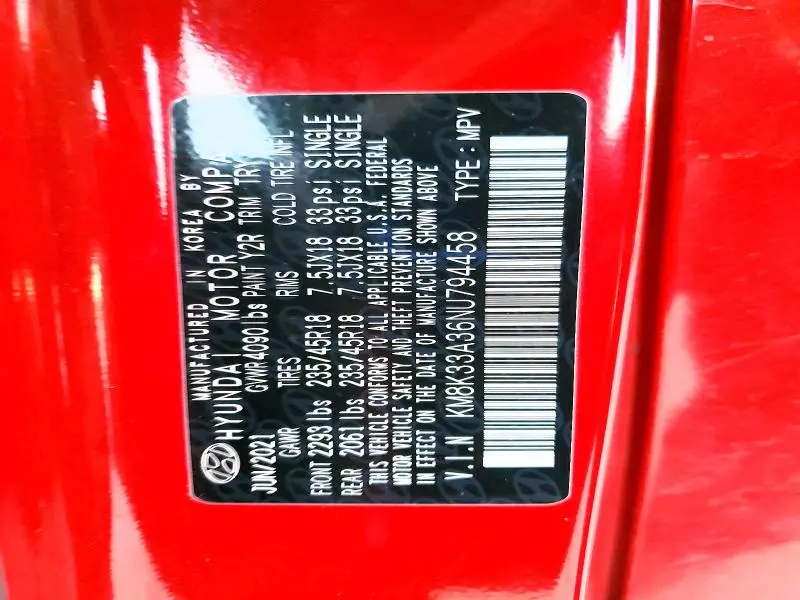 MANUFACTURED IN KOREA BY
HYUNDAI MOTOR COMPA
JUN/2021 GVWR 4090 lbs PAINT Y2R TRIM TRY
GAWR TIRES RIMS COLD TIRE INFL
FRONT 2293 lbs 235/45R18 7.5JX18 33psi SINGLE
REAR 2061 lbs 235/45R18 7.5JX18 33psi SINGLE
THIS VEHICLE CONFORMS TO ALL APPLICABLE U.S.A. FEDERAL
MOTOR VEHICLE SAFETY AND THEFT PREVENTION STANDARDS
IN EFFECT ON THE DATE OF MANUFACTURE SHOWN ABOVE
V.I.N KM8K33A36NU794458 TYPE : MPV